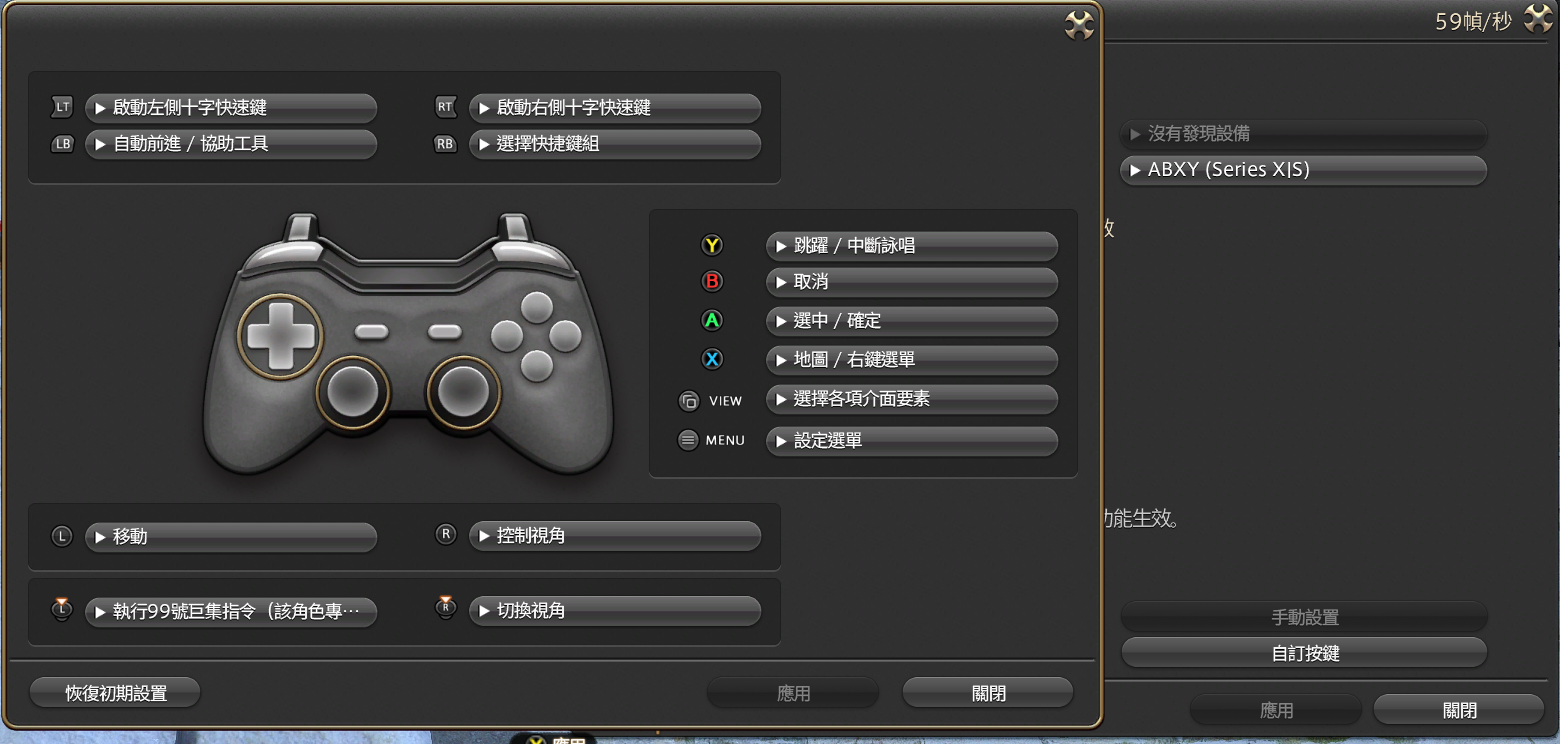 59幀/秒
LT ▶ 啟動左側十字快速鍵
RT ▶ 啟動右側十字快速鍵
LB ▶ 自動前進 / 協助工具
RB ▶ 選擇快捷鍵組
▶ 沒有發現設備
▶ ABXY (Series X|S)
Y ▶ 跳躍 / 中斷詠唱
B ▶ 取消
A ▶ 選中 / 確定
X ▶ 地圖 / 右鍵選單
VIEW ▶ 選擇各項介面要素
MENU ▶ 設定選單
效
功能生效。
L ▶ 移動
R ▶ 控制視角
L ▶ 執行99號巨集指令（該角色專…
R ▶ 切換視角
手動設置
自訂按鍵
恢復初期設置
應用
關閉
應用
關閉
Y 應用